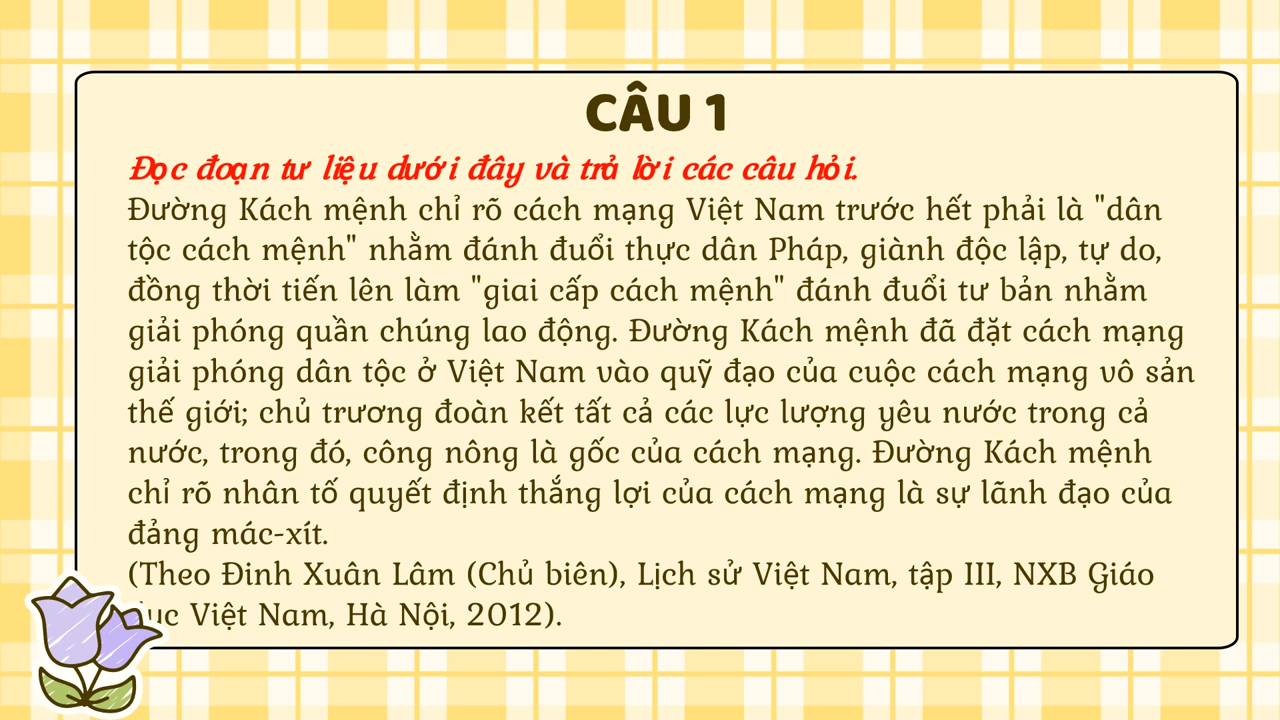 CÂU 1
Đọc đoạn tư liệu dưới đây và trả lời các câu hỏi.
Đường Kách mệnh chỉ rõ cách mạng Việt Nam trước hết phải là "dân
tộc cách mệnh" nhằm đánh đuổi thực dân Pháp, giành độc lập, tự do,
đồng thời tiến lên làm "giai cấp cách mệnh" đánh đuổi tư bản nhằm
giải phóng quần chúng lao động. Đường Kách mệnh đã đặt cách mạng
giải phóng dân tộc ở Việt Nam vào quỹ đạo của cuộc cách mạng vô sản
thế giới; chủ trương đoàn kết tất cả các lực lượng yêu nước trong cả
nước, trong đó, công nông là gốc của cách mạng. Đường Kách mệnh
chỉ rõ nhân tố quyết định thắng lợi của cách mạng là sự lãnh đạo của
đảng mác-xít.
(Theo Đinh Xuân Lâm (Chủ biên), Lịch sử Việt Nam, tập III, NXB Giáo
Việt Nam, Hà Nội, 2012).